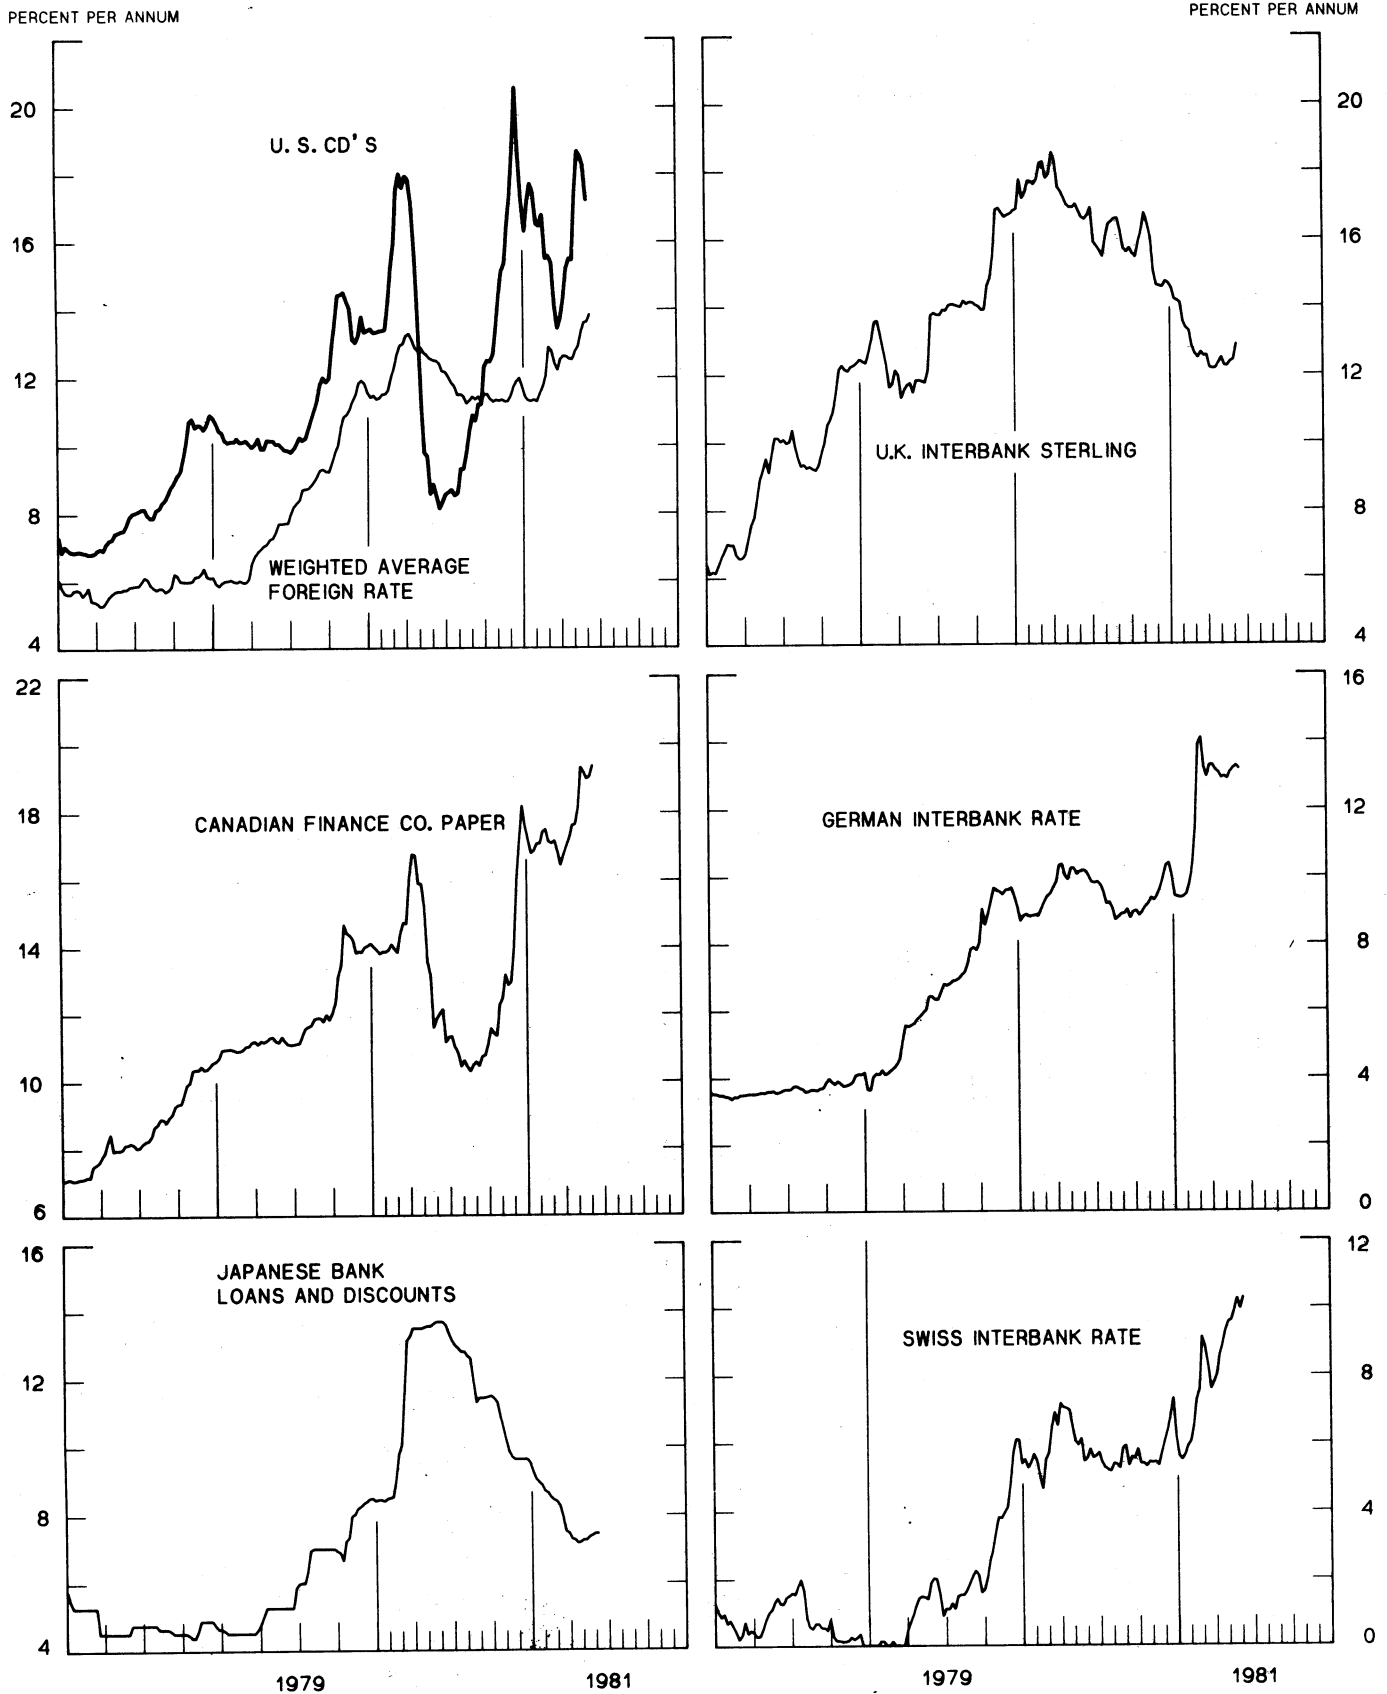 PERCENT PER ANNUM
PERCENT PER ANNUM
20
16
12
8
4
U. S. CD'S
WEIGHTED AVERAGE
FOREIGN RATE
20
16
12
8
4
U.K. INTERBANK STERLING
22
18
14
10
6
CANADIAN FINANCE CO. PAPER
16
12
8
4
0
GERMAN INTERBANK RATE
16
12
8
4
JAPANESE BANK
LOANS AND DISCOUNTS
12
8
4
0
SWISS INTERBANK RATE
1979
1981
1979
1981